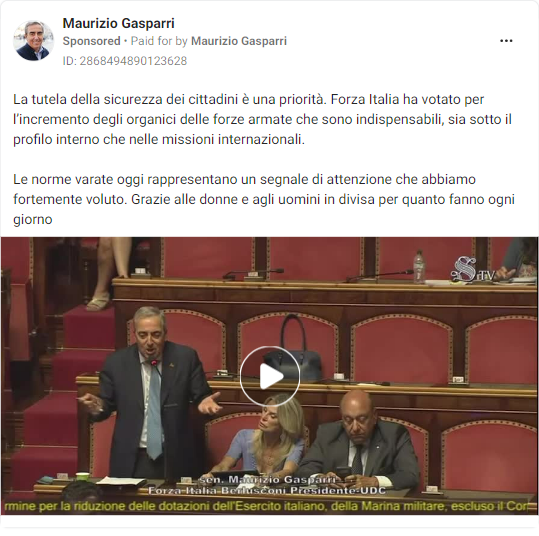 Maurizio Gasparri
Sponsored • Paid for by Maurizio Gasparri
ID: 2868494890123628
La tutela della sicurezza dei cittadini è una priorità. Forza Italia ha votato per
l'incremento degli organici delle forze armate che sono indispensabili, sia sotto il
profilo interno che nelle missioni internazionali.
Le norme varate oggi rappresentano un segnale di attenzione che abbiamo
fortemente voluto. Grazie alle donne e agli uomini in divisa per quanto fanno ogni
giorno
S
TV
sen. Maurizio Gasparri
Forza Italia Berlusconi Presidente-UDC
rmine per la riduzione delle dotazioni dell'Esercito italiano, della Marina militare, escluso il Cor